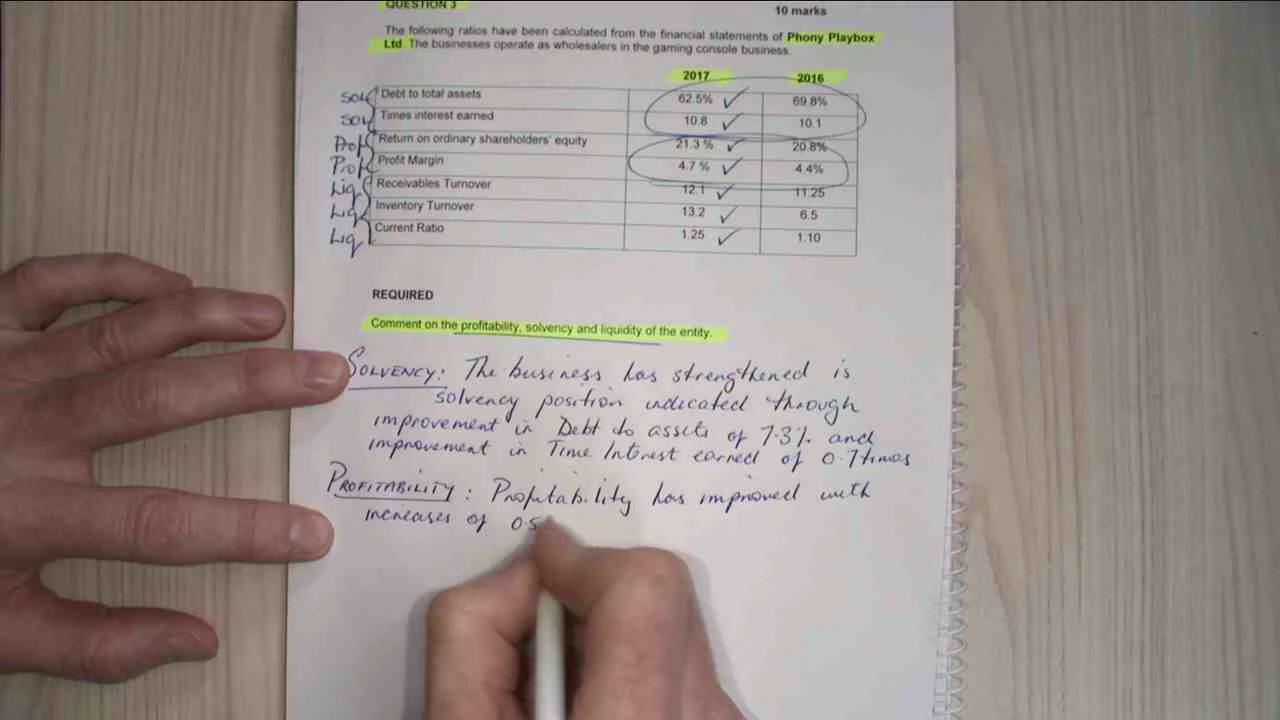 QUESTION 3
10 marks
The following ratios have been calculated from the financial statements of Phony Playbox
Ltd. The businesses operate as wholesalers in the gaming console business.
2017 2016
Solv Debt to total assets 62.5% ✓ 69.8%
Solv Times interest earned 10.8 ✓ 10.1
Prof Return on ordinary shareholders' equity 21.3 % ✓ 20.8%
Prof Profit Margin 4.7 % ✓ 4.4%
Liq Receivables Turnover 12.1 ✓ 11.25
Liq Inventory Turnover 13.2 ✓ 6.5
Liq Current Ratio 1.25 ✓ 1.10
REQUIRED
Comment on the profitability, solvency and liquidity of the entity.
SOLVENCY: The business has strengthened is
solvency position indicated through
improvement in Debt to assets of 7.3% and
improvement in Time Interest earned of 0.7 times
PROFITABILITY: Profitability has improved with
increases of 0.5